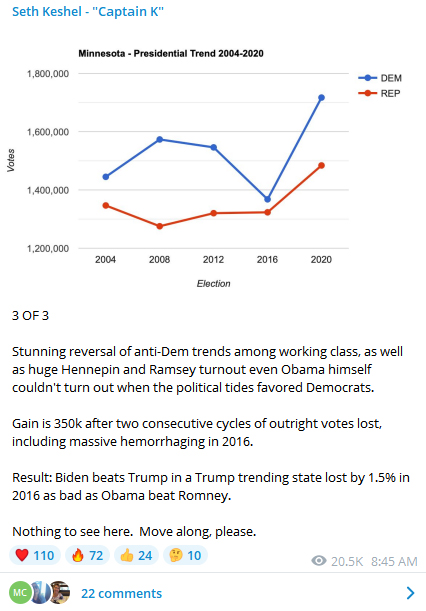 Seth Keshel - "Captain K"
Minnesota - Presidential Trend 2004-2020
1,800,000
DEM
REP
1,600,000
Votes
1,400,000
1,200,000
2004 2008 2012 2016 2020
Election
3 OF 3
Stunning reversal of anti-Dem trends among working class, as well
as huge Hennepin and Ramsey turnout even Obama himself
couldn't turn out when the political tides favored Democrats.
Gain is 350k after two consecutive cycles of outright votes lost,
including massive hemorrhaging in 2016.
Result: Biden beats Trump in a Trump trending state lost by 1.5% in
2016 as bad as Obama beat Romney.
Nothing to see here.  Move along, please.
❤️ 110 🔥 72 👍 24 🤔 10 20.5K 8:45 AM
MC 22 comments